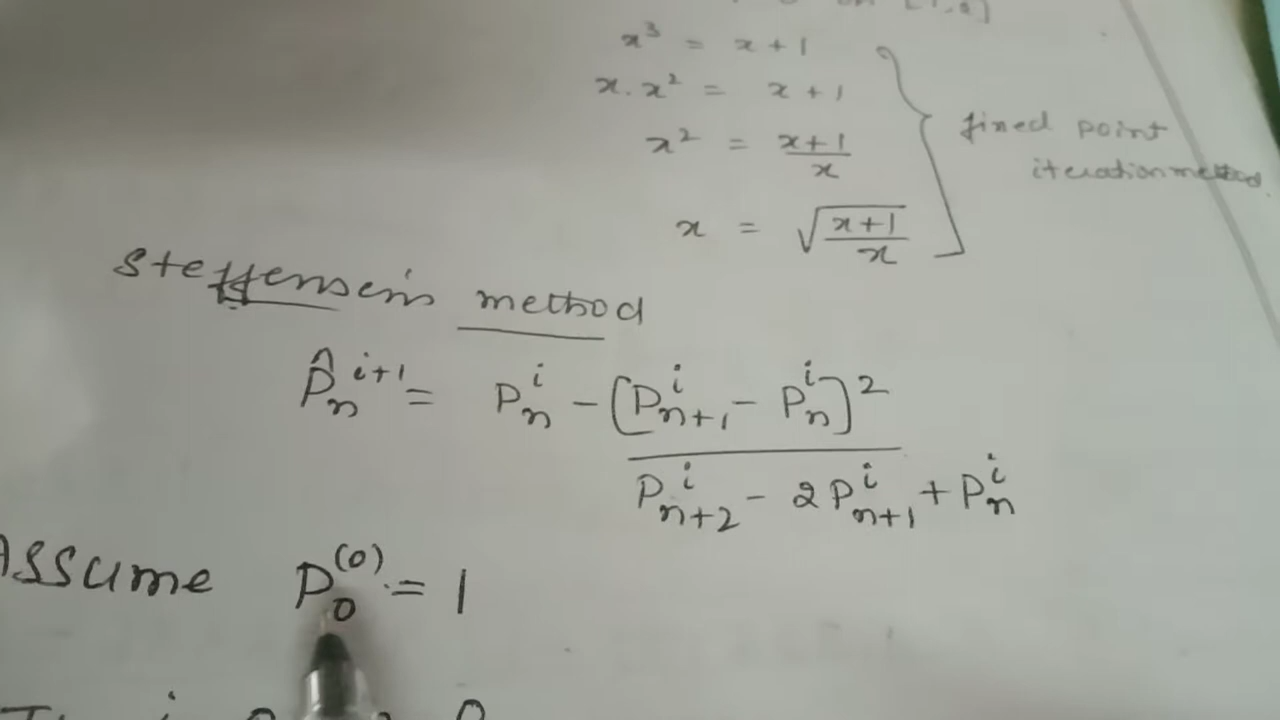 x³ = x + 1
x.x² = x + 1
x² = x+1/x
x = √x+1/x
fixed point
iteration method
Steffensen's method
P̂ₙ^{i+1} = Pₙ^i - [Pₙ₊₁^i - Pₙ^i]²
Pₙ₊₂^i - 2Pₙ₊₁^i + Pₙ^i
Assume P₀^{(0)} = 1